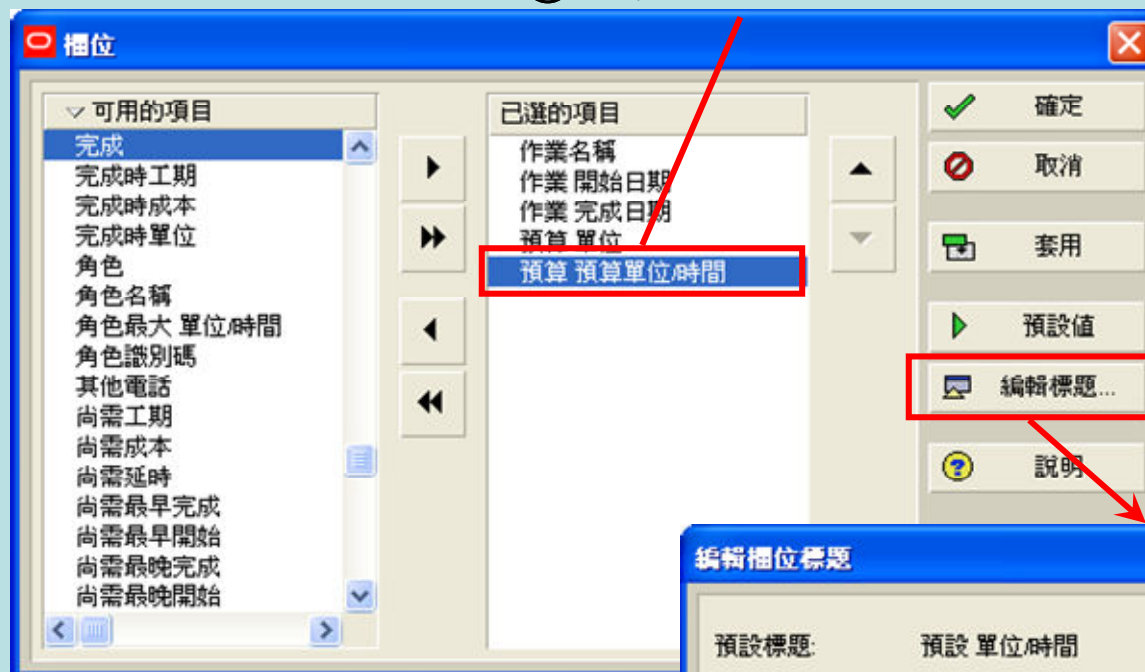 欄位
可用的項目
完成
完成時工期
完成時成本
完成時單位
角色
角色名稱
角色最大 單位/時間
角色識別碼
其他電話
尚需工期
尚需成本
尚需延時
尚需最早完成
尚需最早開始
尚需最晚完成
尚需最晚開始
已選的項目
作業名稱
作業 開始日期
作業 完成日期
預算 單位
預算 預算單位/時間
確定
取消
套用
預設值
編輯標題...
說明
編輯欄位標題
預設標題: 預設 單位/時間